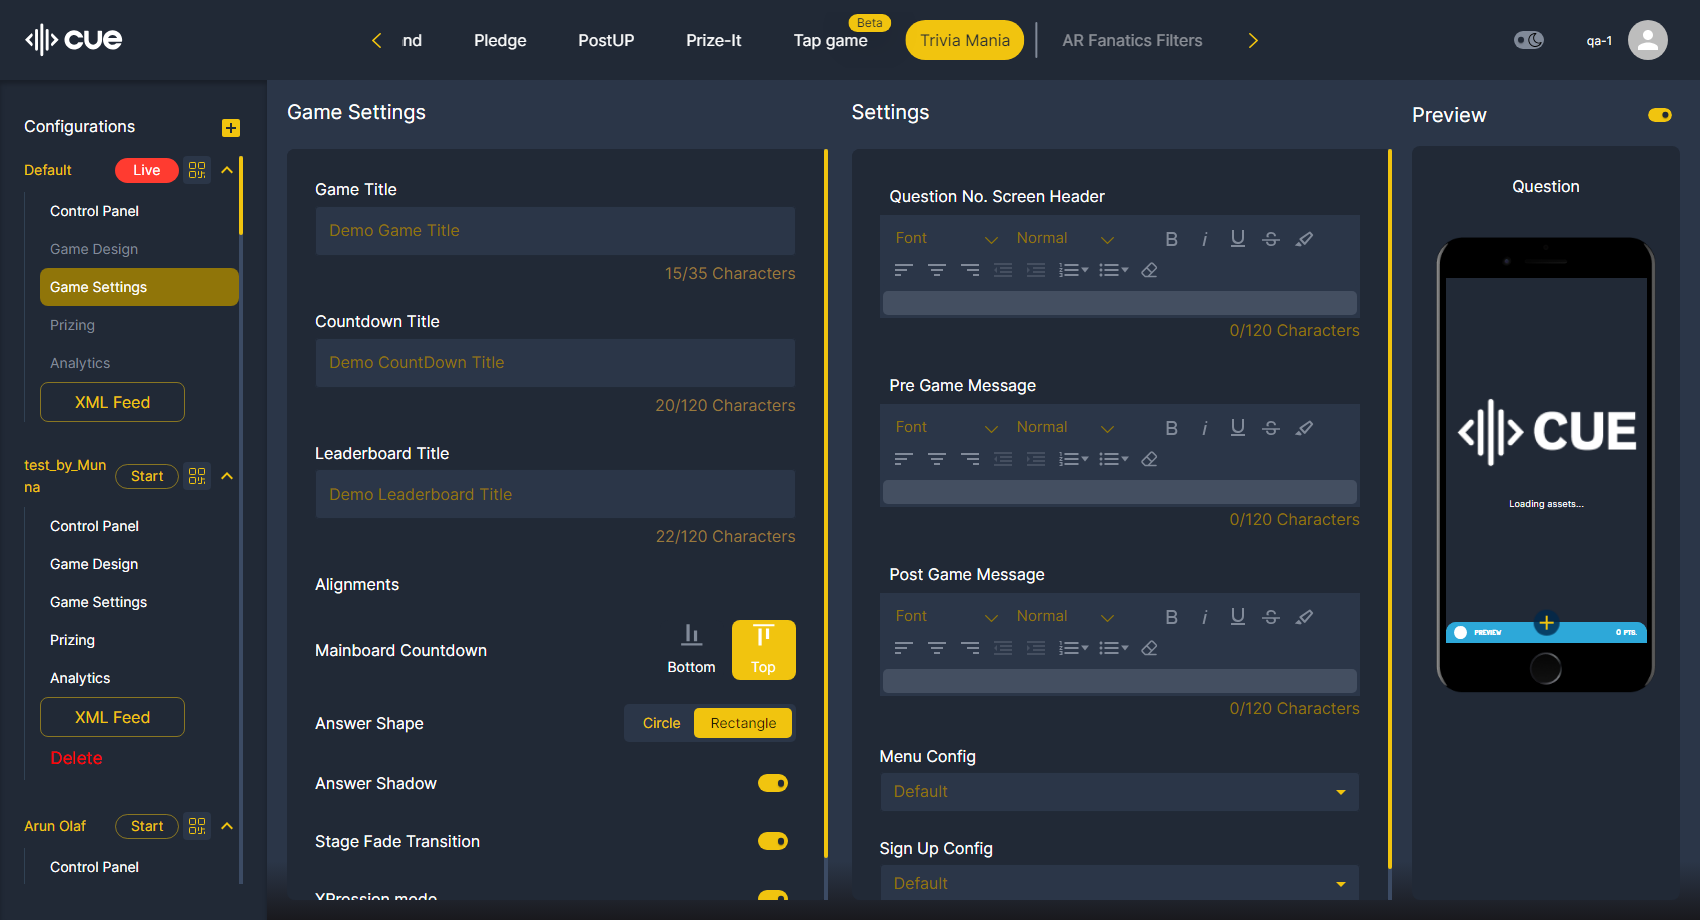 cue
nd
Pledge
PostUP
Prize-It
Tap game
Beta
Trivia Mania
AR Fanatics Filters
qa-1
Configurations
Default
Live
Control Panel
Game Design
Game Settings
Prizing
Analytics
XML Feed
test_by_Mun
na
Start
Control Panel
Game Design
Game Settings
Prizing
Analytics
XML Feed
Delete
Arun Olaf
Start
Control Panel
Game Settings
Game Title
Demo Game Title
15/35 Characters
Countdown Title
Demo CountDown Title
20/120 Characters
Leaderboard Title
Demo Leaderboard Title
22/120 Characters
Alignments
Mainboard Countdown
Bottom
Top
Answer Shape
Circle
Rectangle
Answer Shadow
Stage Fade Transition
XPression mode
Settings
Question No. Screen Header
Font
Normal
0/120 Characters
Pre Game Message
Font
Normal
0/120 Characters
Post Game Message
Font
Normal
0/120 Characters
Menu Config
Default
Sign Up Config
Default
Preview
Question
CUE
Loading assets...
PREVIEW
0 PTS.